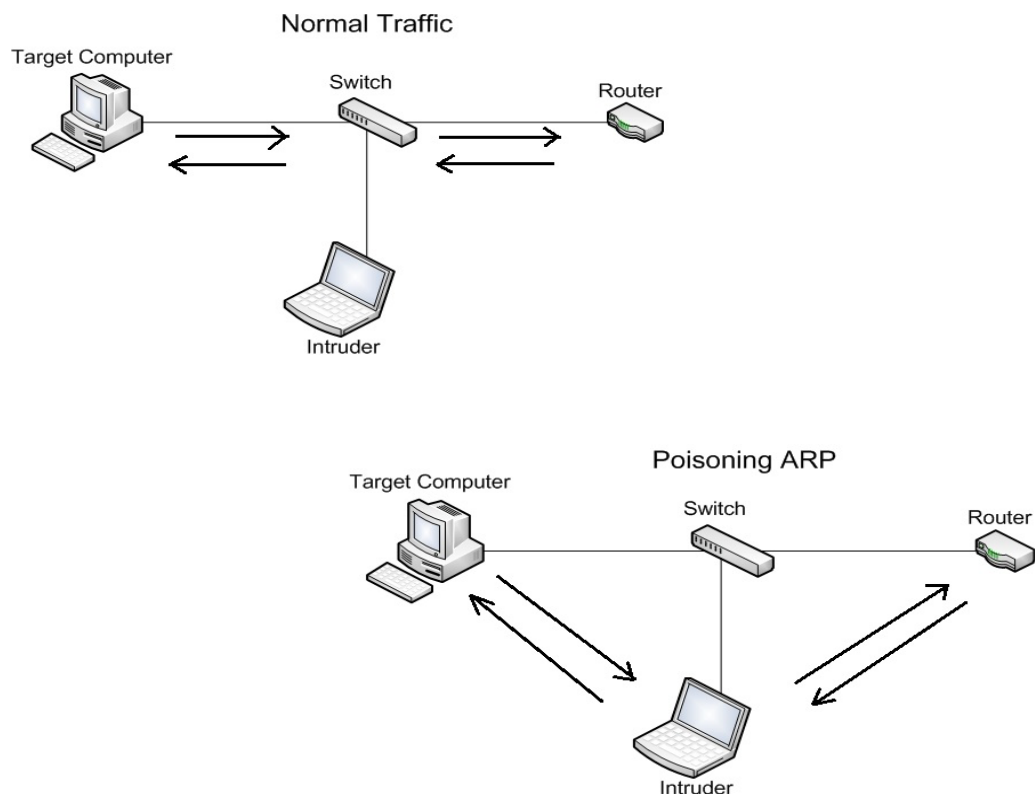 Normal Traffic
Target Computer
Switch
Router
Intruder
Poisoning ARP
Target Computer
Switch
Router
Intruder